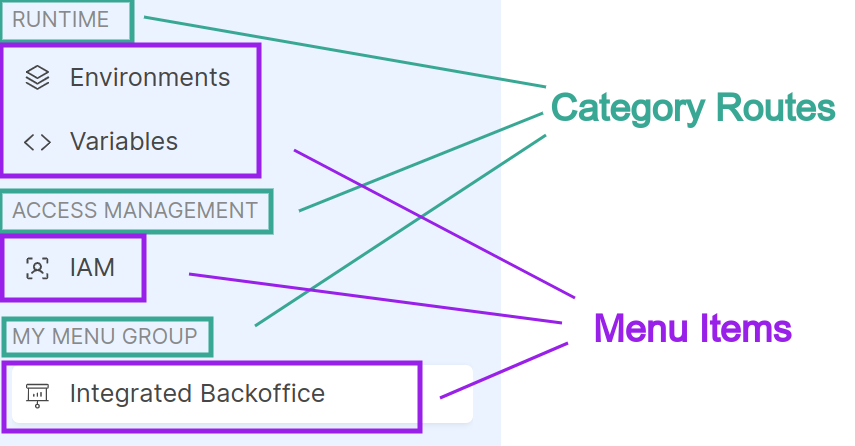 RUNTIME
Environments
Variables
ACCESS MANAGEMENT
IAM
MY MENU GROUP
Integrated Backoffice
Category Routes
Menu Items